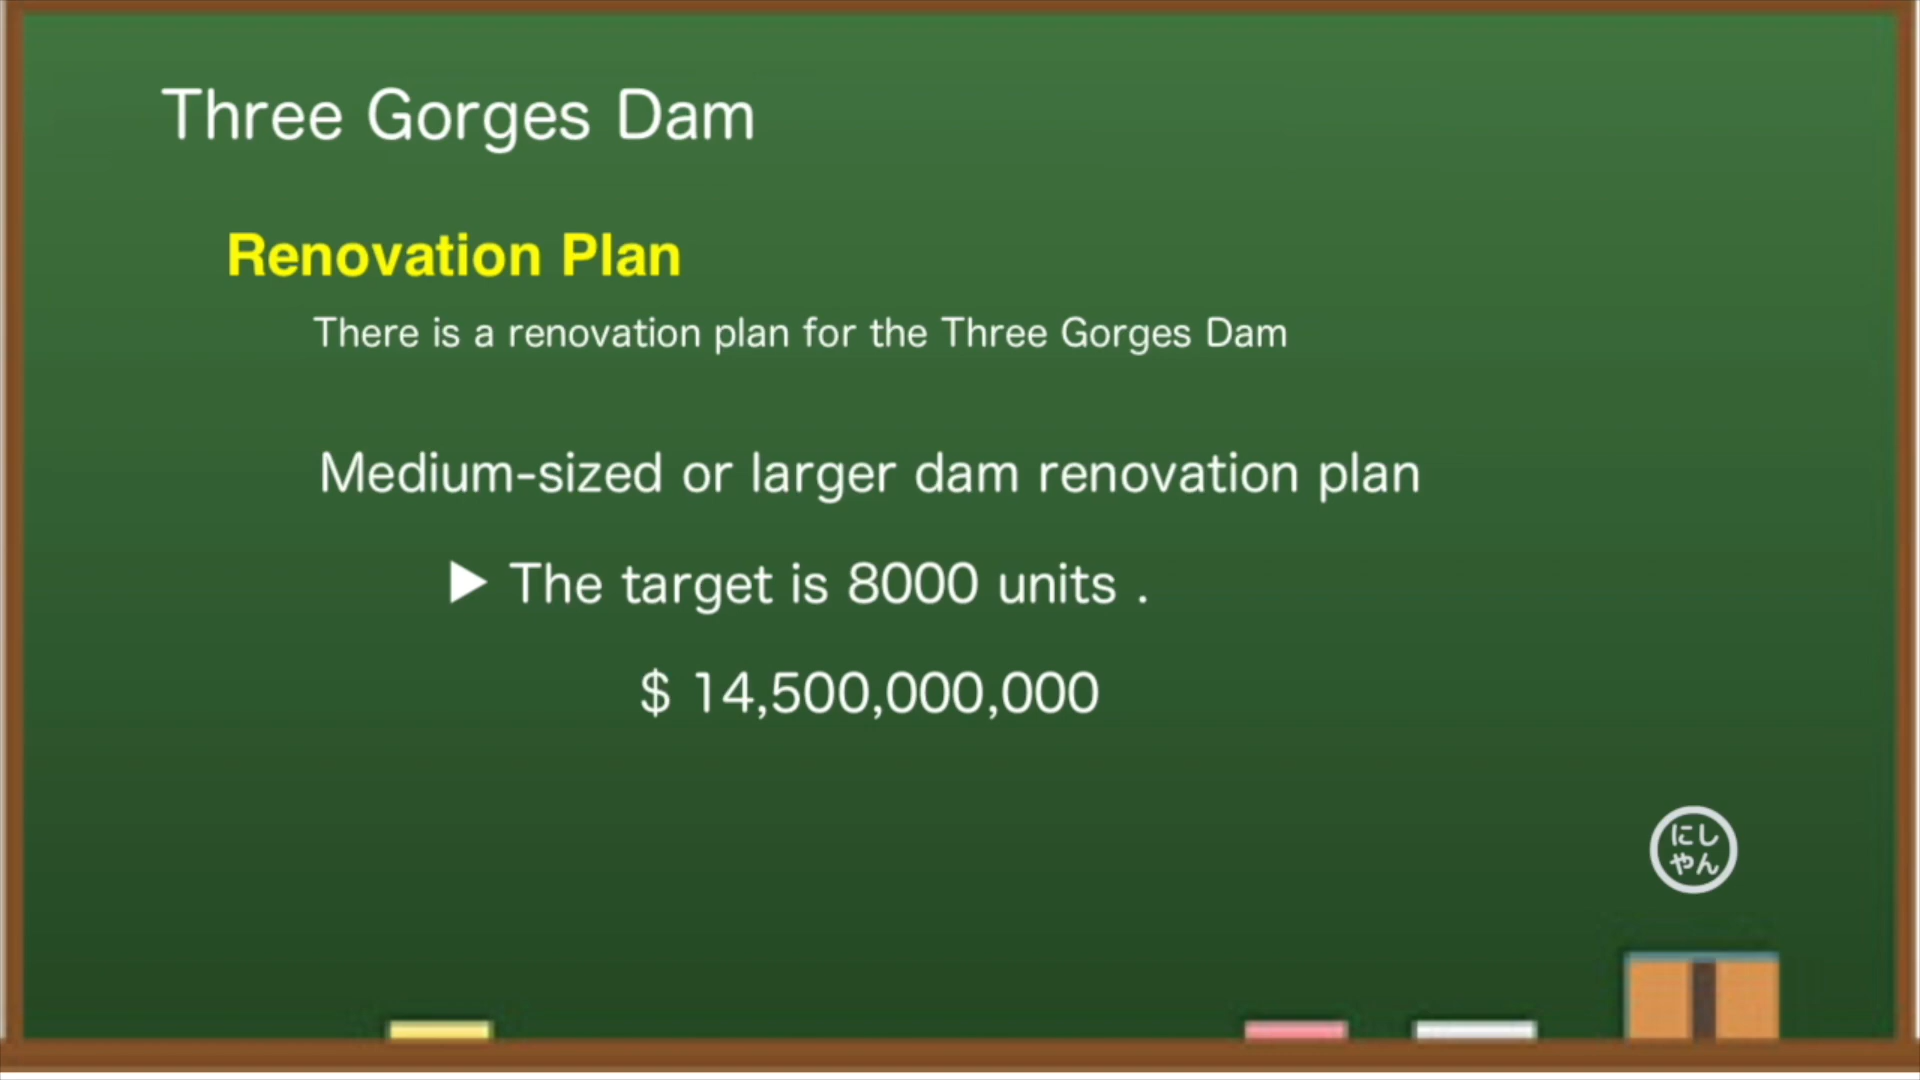 Three Gorges Dam
Renovation Plan
There is a renovation plan for the Three Gorges Dam
Medium-sized or larger dam renovation plan
▶ The target is 8000 units .
$ 14,500,000,000
にし
やん